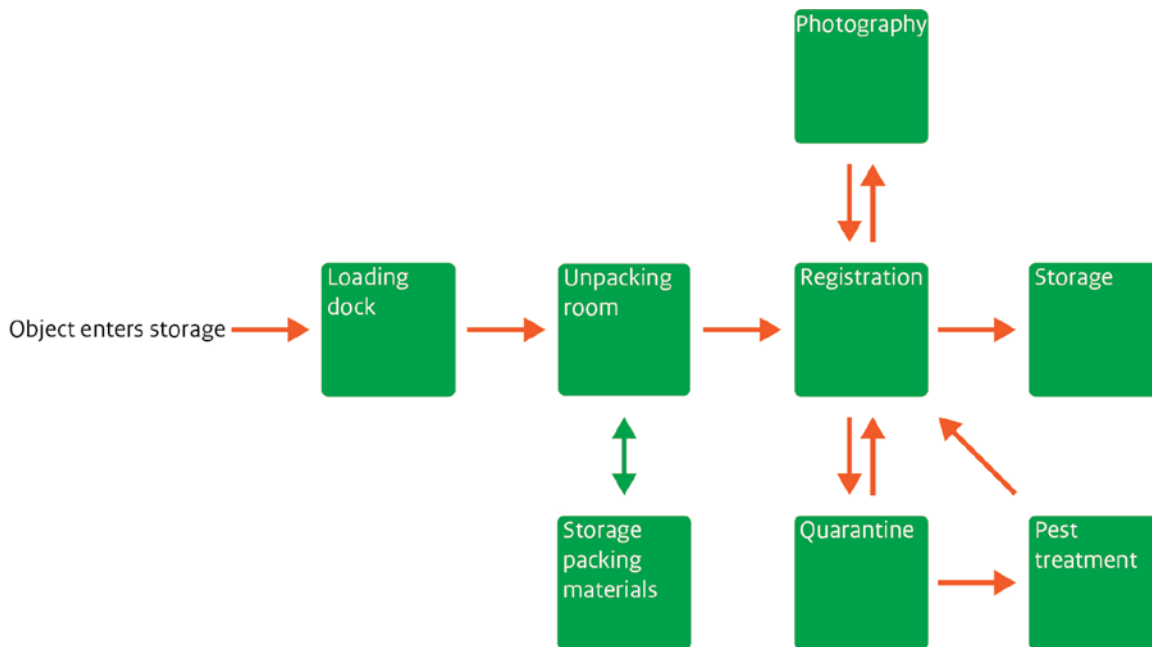 Photography
Loading
dock
Unpacking
room
Registration
Storage
Object enters storage
Storage
packing
materials
Quarantine
Pest
treatment